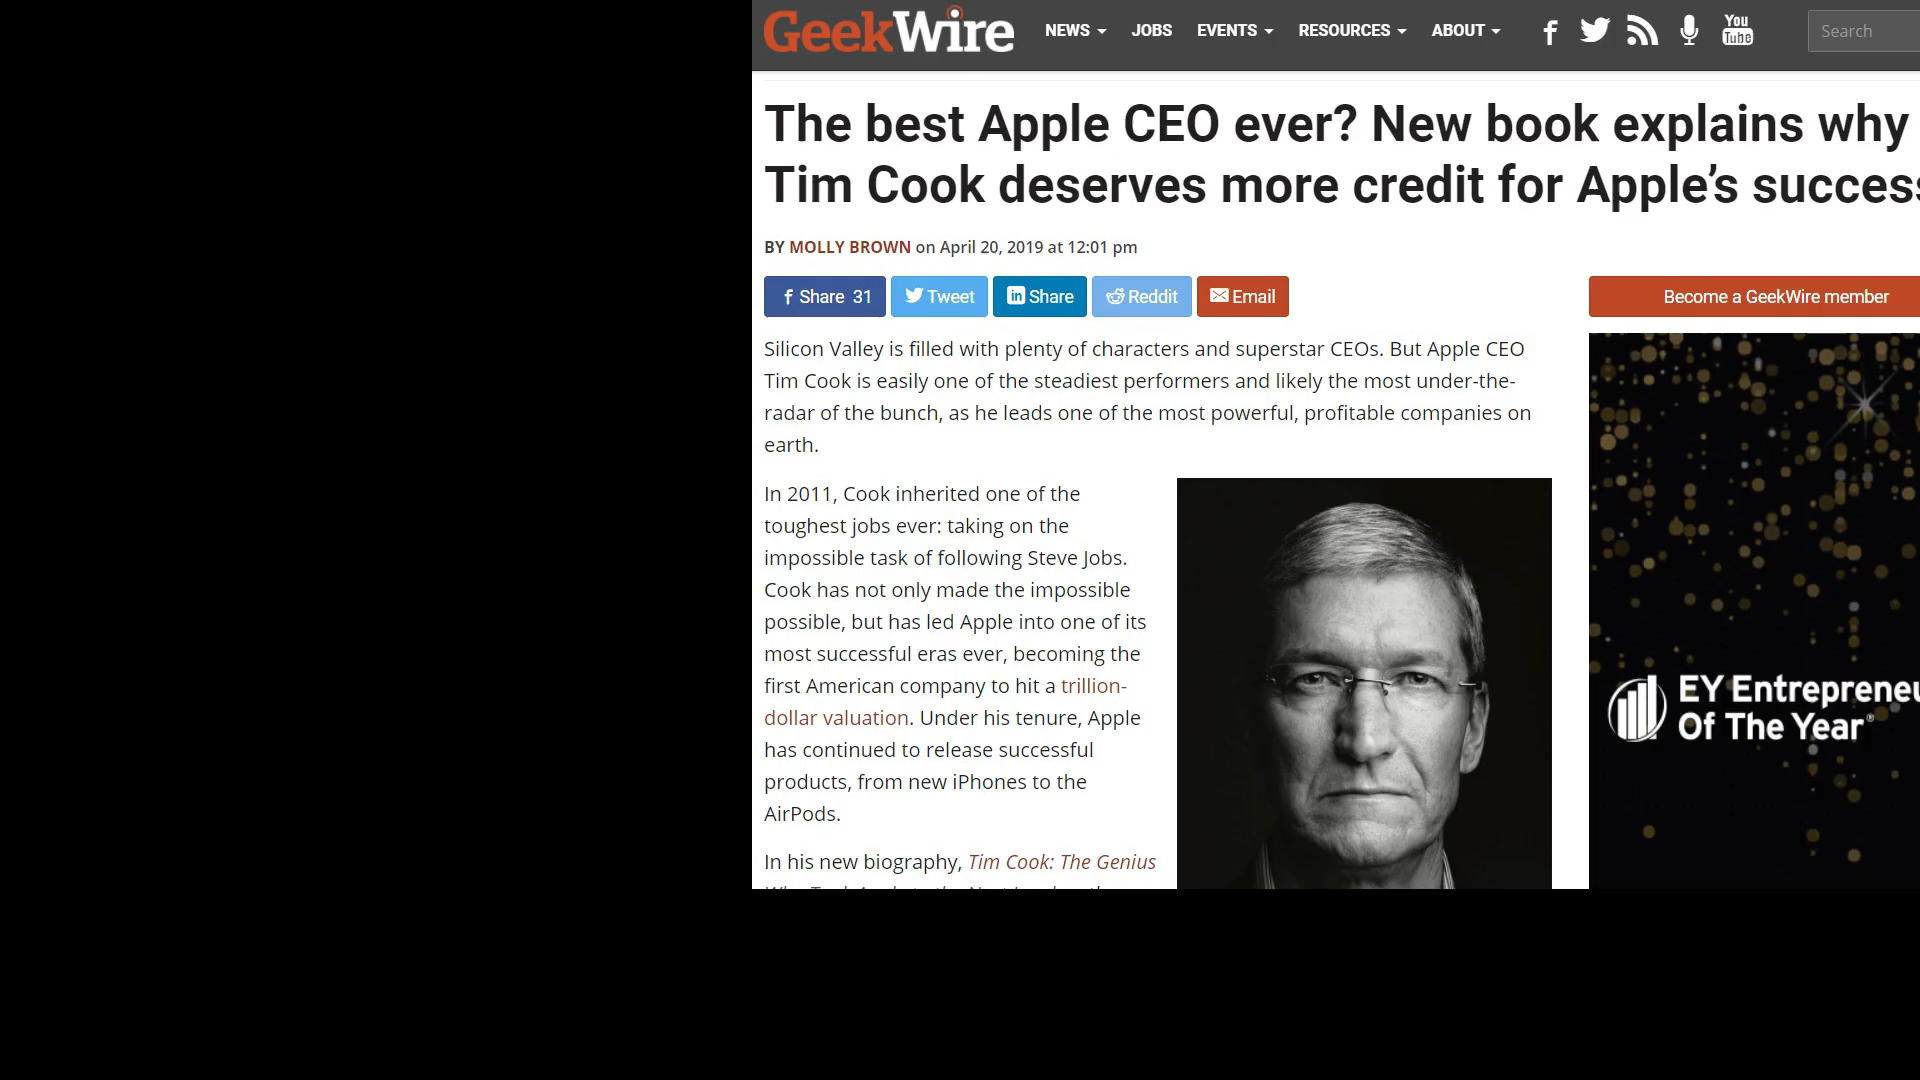 GeekWire
NEWS JOBS EVENTS RESOURCES ABOUT
You
Tube
Search
The best Apple CEO ever? New book explains why
Tim Cook deserves more credit for Apple’s success
BY MOLLY BROWN on April 20, 2019 at 12:01 pm
Share 31
Tweet
in Share
Reddit
Email
Become a GeekWire member
Silicon Valley is filled with plenty of characters and superstar CEOs. But Apple CEO
Tim Cook is easily one of the steadiest performers and likely the most under-the-
radar of the bunch, as he leads one of the most powerful, profitable companies on
earth.
In 2011, Cook inherited one of the
toughest jobs ever: taking on the
impossible task of following Steve Jobs.
Cook has not only made the impossible
possible, but has led Apple into one of its
most successful eras ever, becoming the
first American company to hit a trillion-
dollar valuation. Under his tenure, Apple
has continued to release successful
products, from new iPhones to the
AirPods.
In his new biography, Tim Cook: The Genius
EY Entrepreneu
Of The Year®